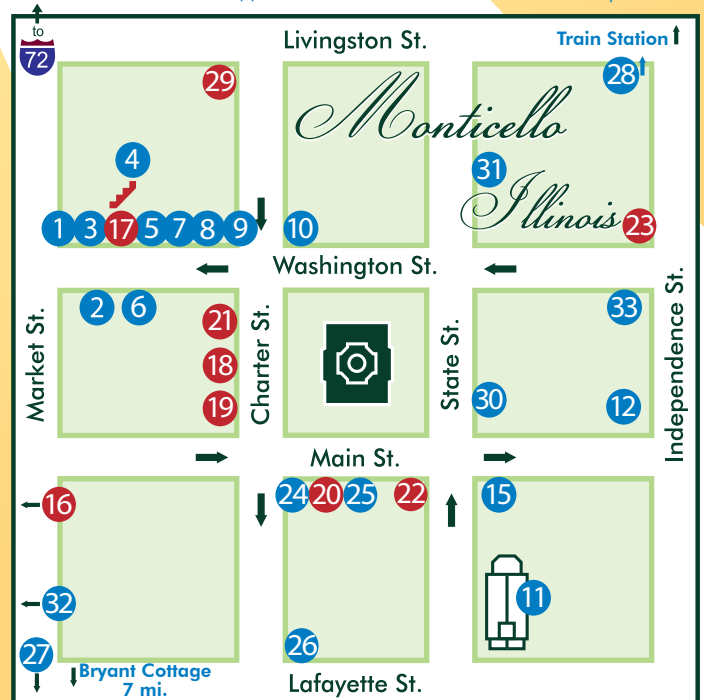 to
72
Livingston St.
Train Station
29
28
Monticello
4
31
Illinois
1 3 17 5 7 8 9
10
23
Washington St.
Market St.
2 6
21
18
19
Charter St.
State St.
33
30
12
Independence St.
Main St.
16
24 20 25 22
15
32
11
27
26
Bryant Cottage
7 mi.
Lafayette St.